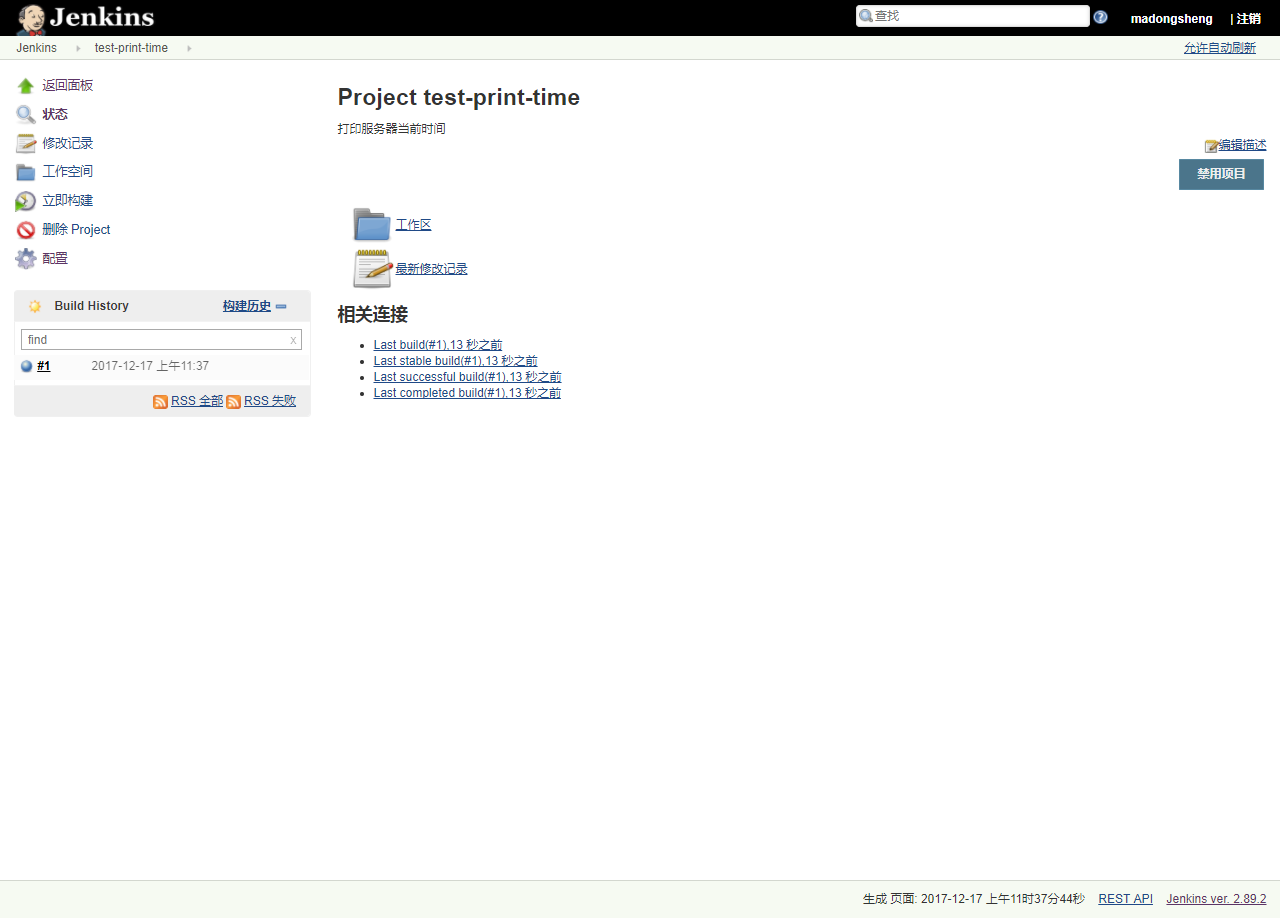 Jenkins
查找
madongsheng | 注销
Jenkins test-print-time
允许自动刷新
返回面板
状态
修改记录
工作空间
立即构建
删除 Project
配置
Build History 构建历史
find x
#1 2017-12-17 上午11:37
RSS 全部 RSS 失败
Project test-print-time
打印服务器当前时间
编辑描述
禁用项目
工作区
最新修改记录
相关连接
Last build(#1),13 秒之前
Last stable build(#1),13 秒之前
Last successful build(#1),13 秒之前
Last completed build(#1),13 秒之前
生成 页面: 2017-12-17 上午11时37分44秒 REST API Jenkins ver. 2.89.2